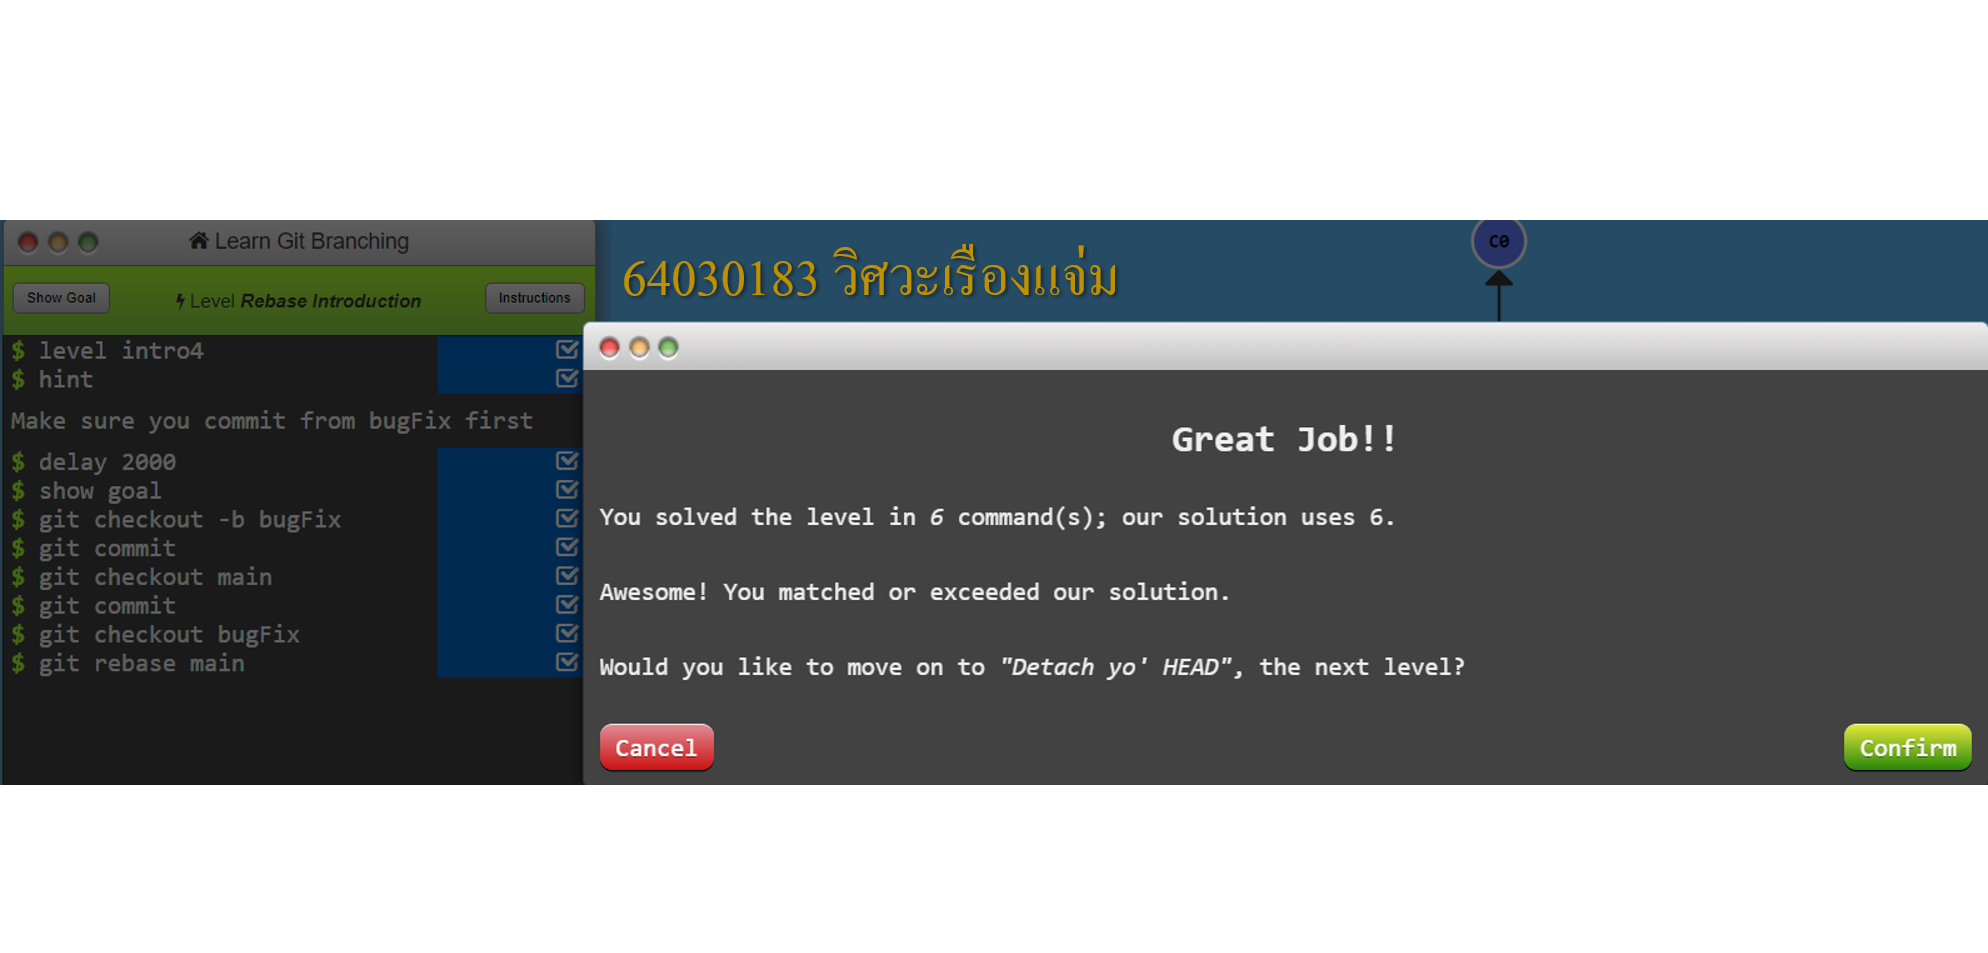 Learn Git Branching
Show Goal
Level Rebase Introduction
Instructions
$ level intro4
$ hint
Make sure you commit from bugFix first
$ delay 2000
$ show goal
$ git checkout -b bugFix
$ git commit
$ git checkout main
$ git commit
$ git checkout bugFix
$ git rebase main
64030183 วิศวะเรืองแจ่ม
C0
Great Job!!
You solved the level in 6 command(s); our solution uses 6.
Awesome! You matched or exceeded our solution.
Would you like to move on to "Detach yo' HEAD", the next level?
Cancel
Confirm